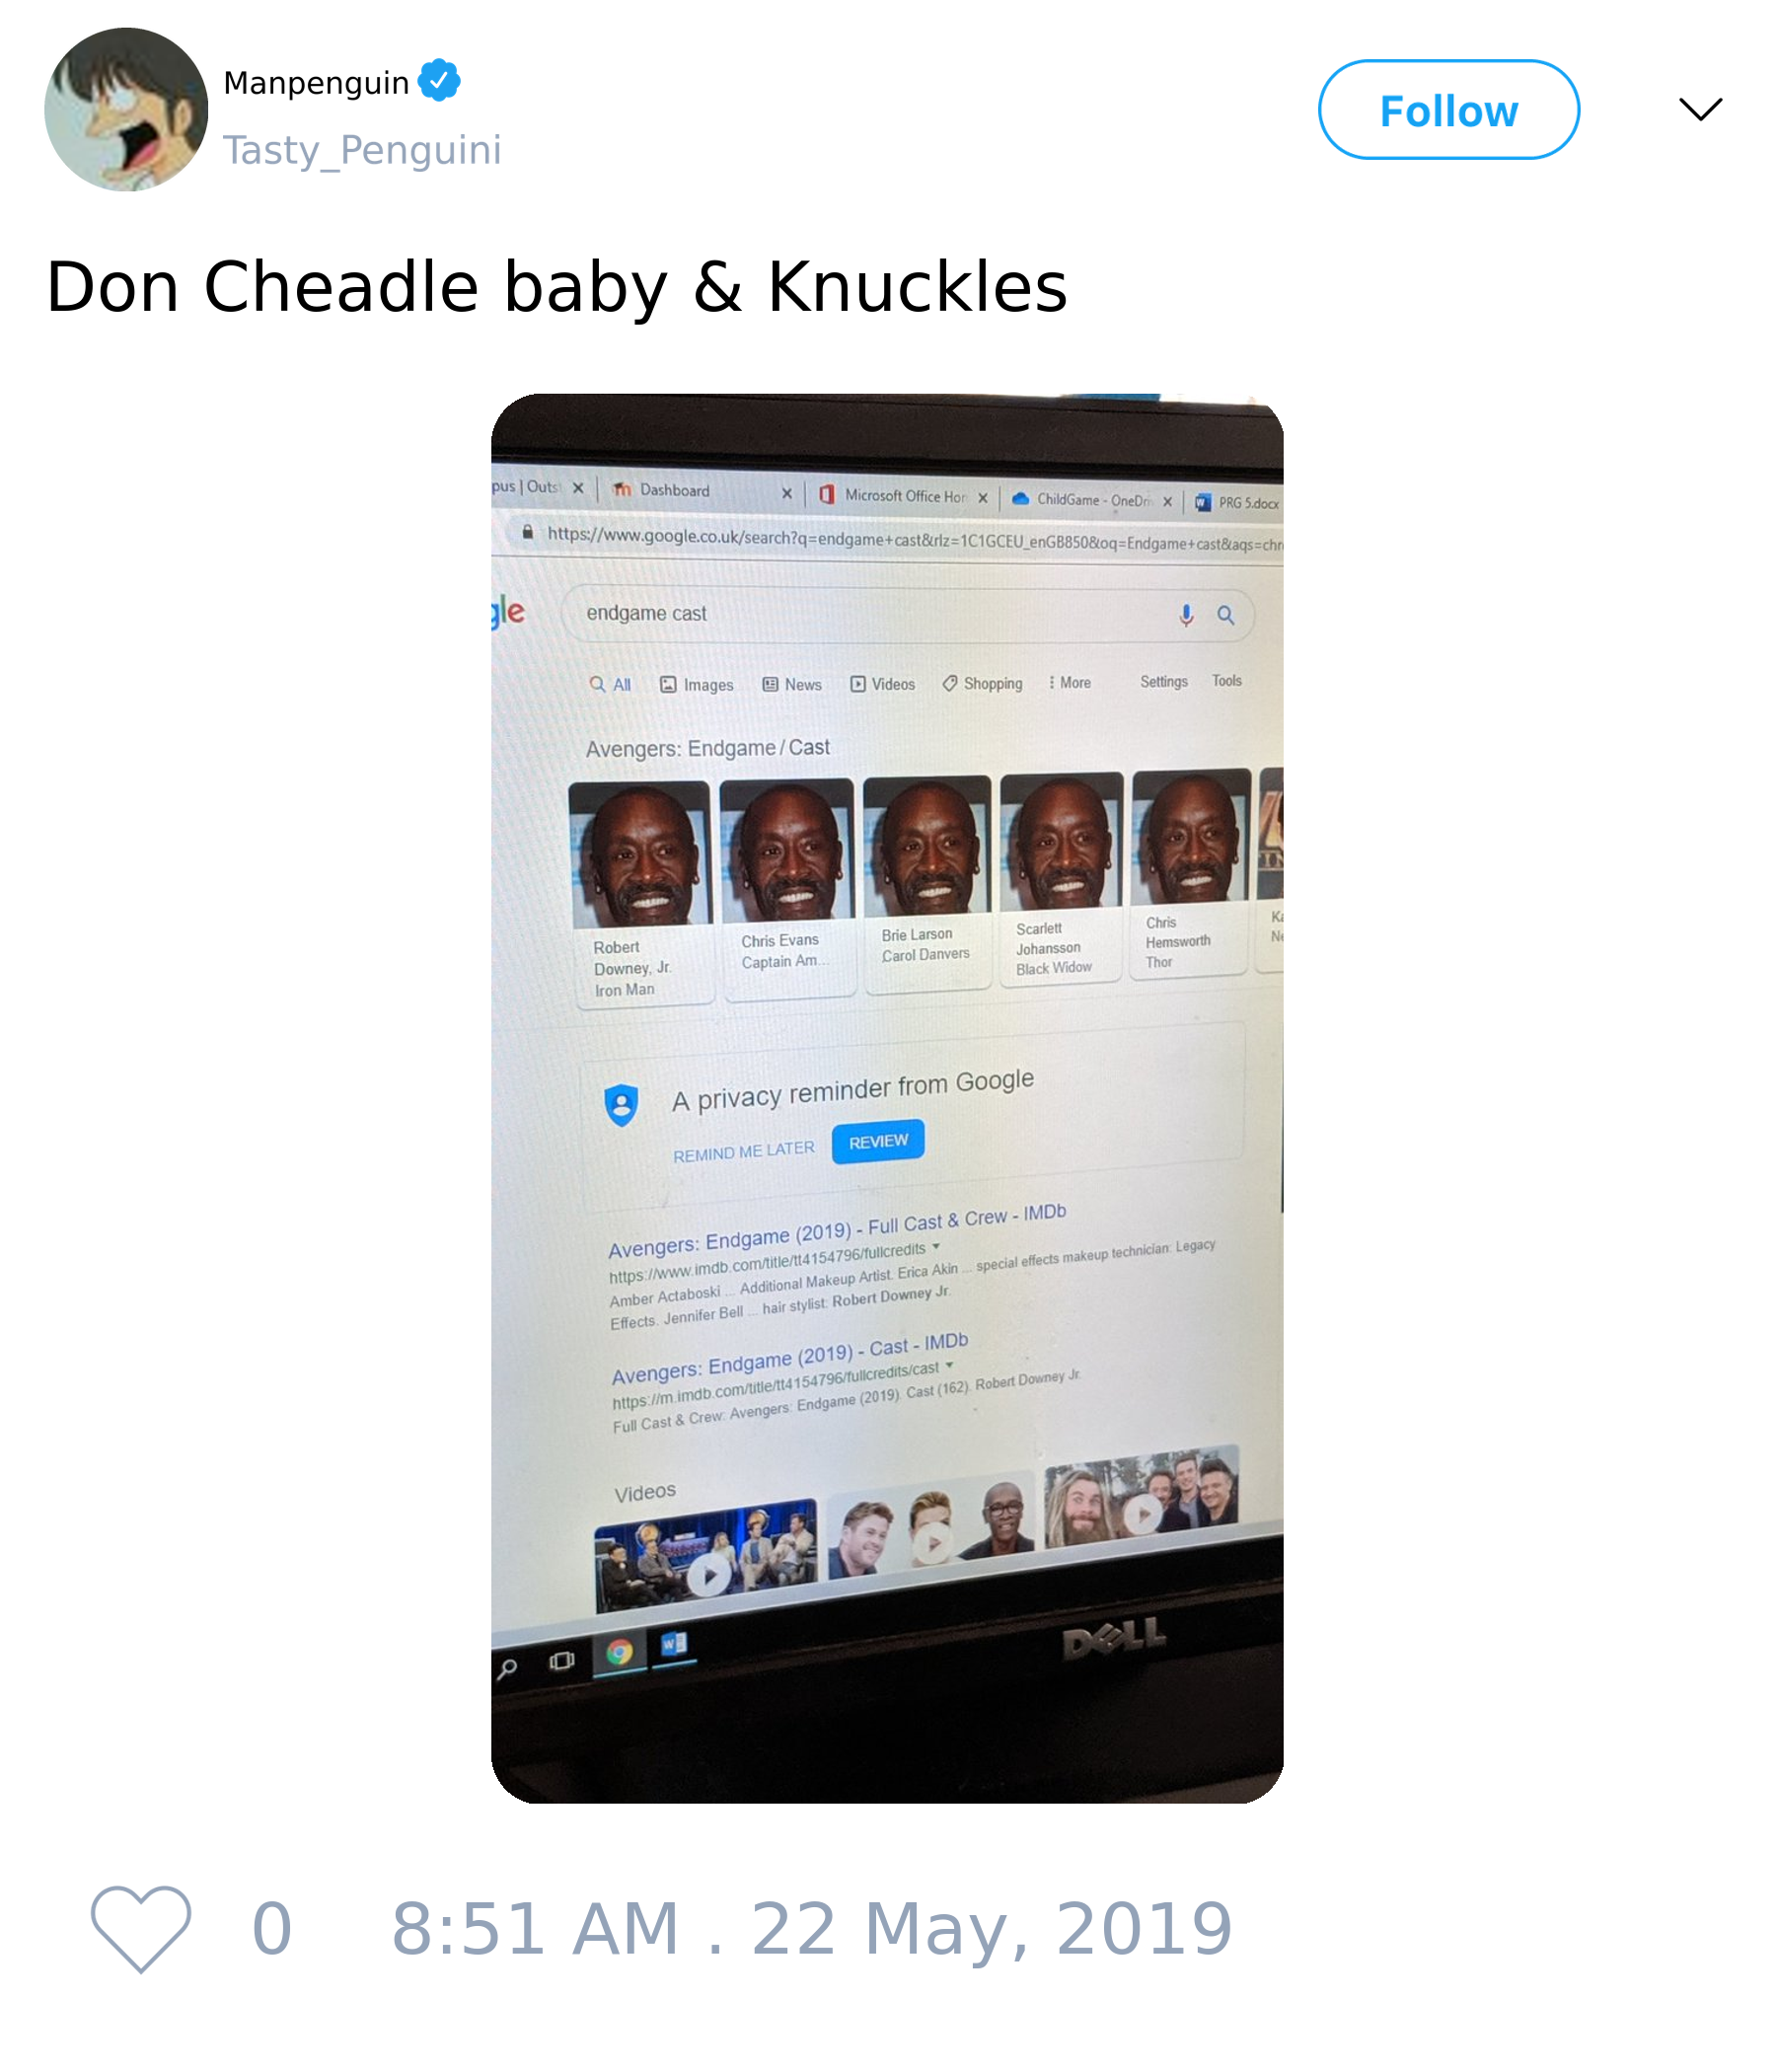 Manpenguin
Tasty_Penguini
Follow
Don Cheadle baby & Knuckles
pus | Outs
Dashboard
Microsoft Office Hor
ChildGame - OneDri
PRG 5.docx
https://www.google.co.uk/search?q=endgame+cast&rlz=1C1GCEU_enGB850&oq=Endgame+cast&aqs=chr
gle
endgame cast
All Images News Videos Shopping More Settings Tools
Avengers: Endgame / Cast
Robert
Downey, Jr.
Iron Man
Chris Evans
Captain Am...
Brie Larson
Carol Danvers
Scarlett
Johansson
Black Widow
Chris
Hemsworth
Thor
A privacy reminder from Google
REMIND ME LATER REVIEW
Avengers: Endgame (2019) - Full Cast & Crew - IMDb
https://www.imdb.com/title/tt4154796/fullcredits
Amber Actaboski ... Additional Makeup Artist. Erica Akin ... special effects makeup technician: Legacy
Effects. Jennifer Bell ... hair stylist: Robert Downey Jr.
Avengers: Endgame (2019) - Cast - IMDb
https://m.imdb.com/title/tt4154796/fullcredits/cast
Full Cast & Crew: Avengers: Endgame (2019). Cast (162). Robert Downey Jr.
Videos
DELL
0 8:51 AM . 22 May, 2019